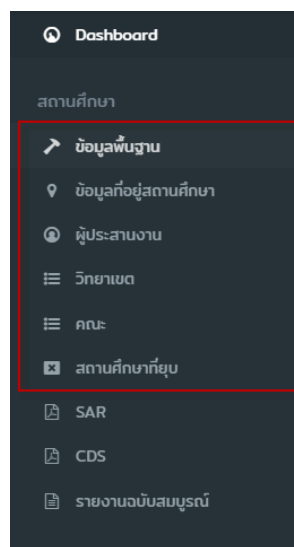 Dashboard
สถานศึกษา
ข้อมูลพื้นฐาน
ข้อมูลที่อยู่สถานศึกษา
ผู้ประสานงาน
วิทยาเขต
คณะ
สถานศึกษาที่ยุบ
SAR
CDS
รายงานฉบับสมบูรณ์